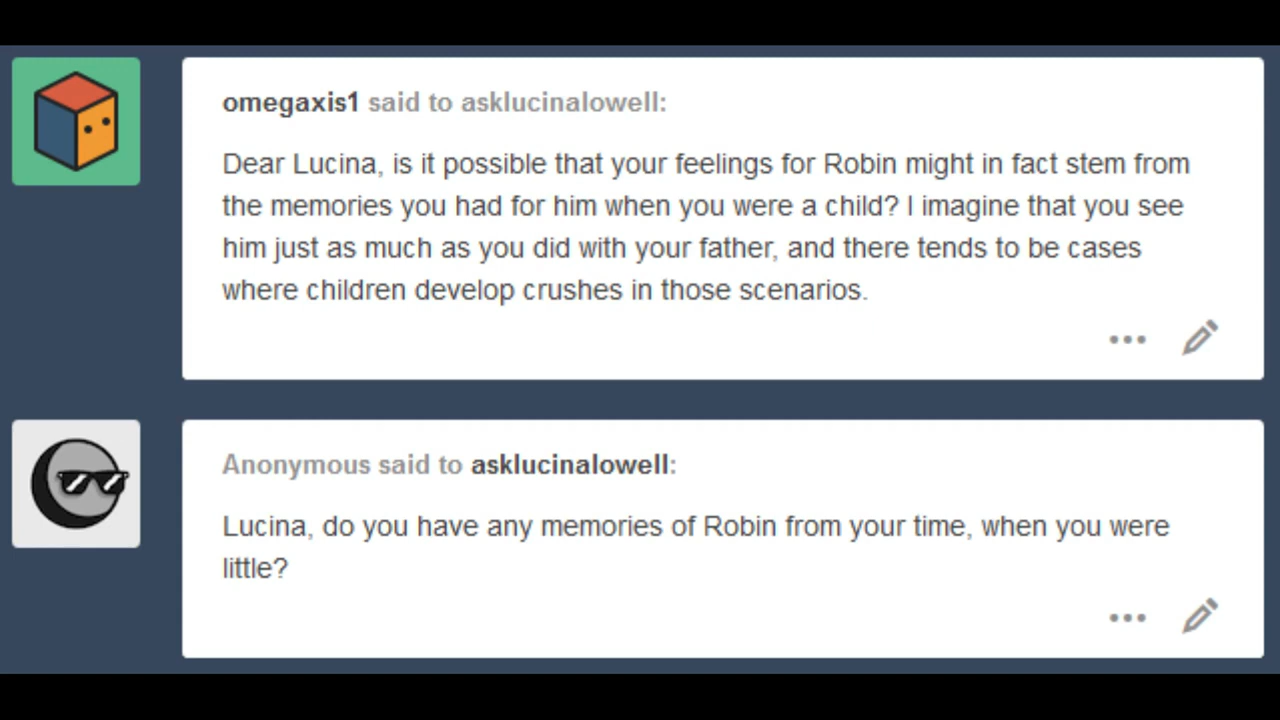 omegaxis1 said to asklucinalowell:
Dear Lucina, is it possible that your feelings for Robin might in fact stem from
the memories you had for him when you were a child? I imagine that you see
him just as much as you did with your father, and there tends to be cases
where children develop crushes in those scenarios.
Anonymous said to asklucinalowell:
Lucina, do you have any memories of Robin from your time, when you were
little?